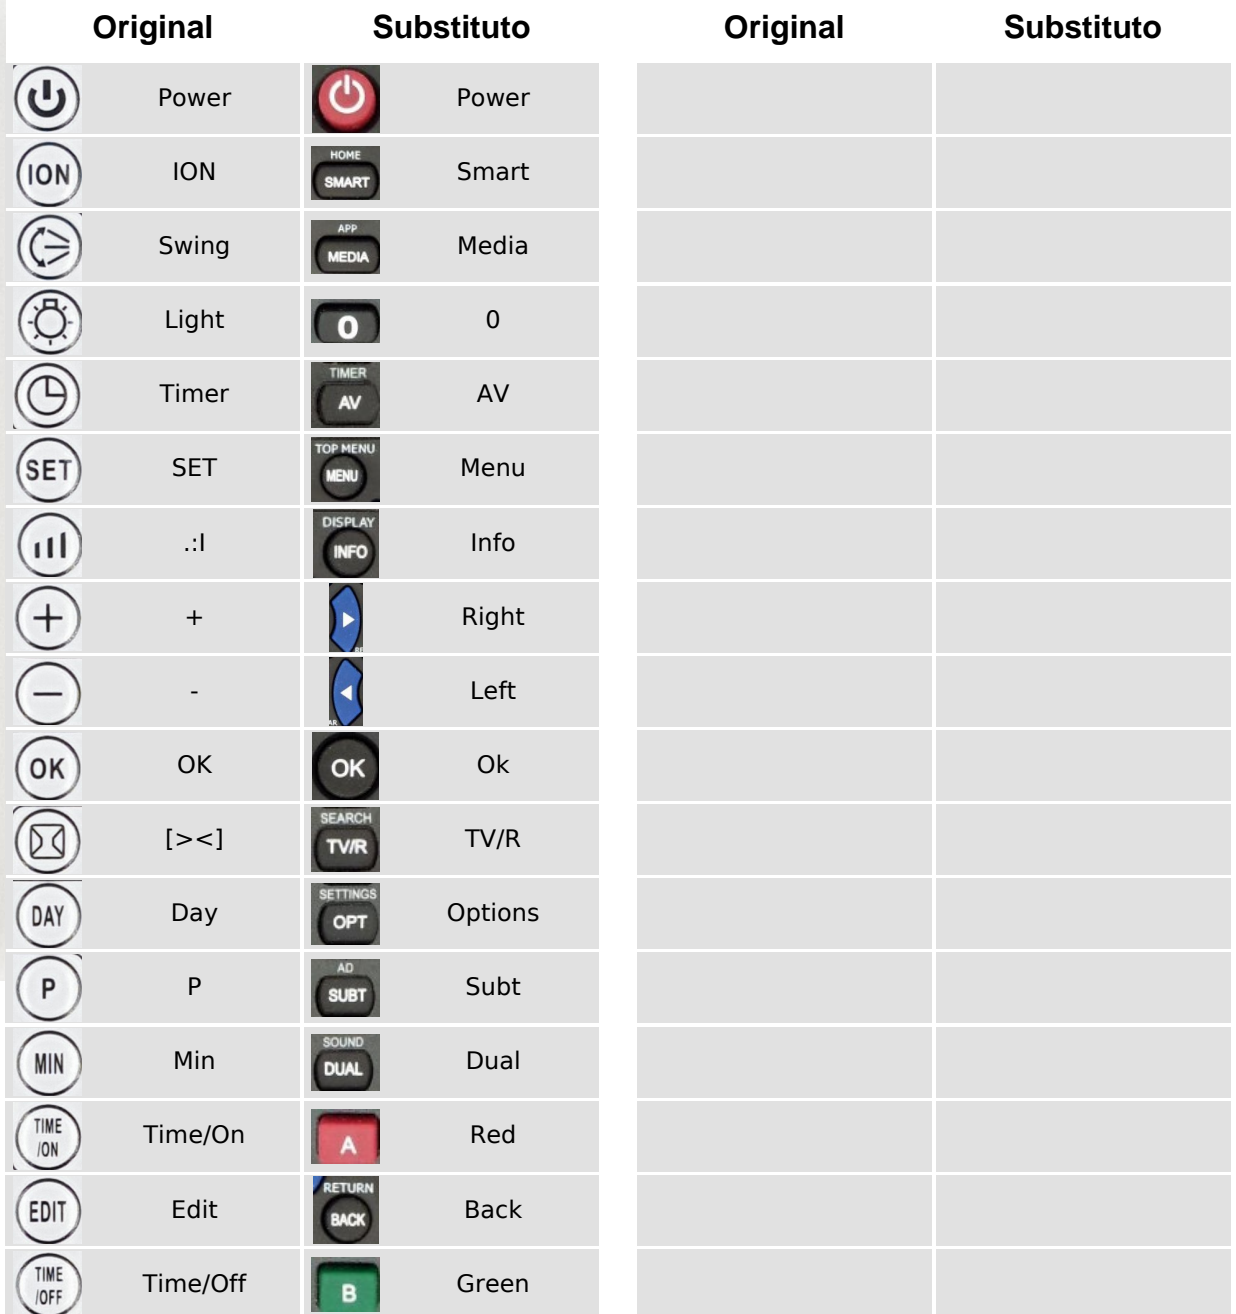 Original Substituto Original Substituto
Power Power
ION ION HOME SMART Smart
Swing APP MEDIA Media
Light 0 0
Timer TIMER AV AV
SET SET TOP MENU MENU Menu
.:I DISPLAY INFO Info
+ Right
- Left
OK OK OK Ok
[><] SEARCH TV/R TV/R
DAY Day SETTINGS OPT Options
P P AD SUBT Subt
MIN Min SOUND DUAL Dual
TIME /ON Time/On A Red
EDIT Edit RETURN BACK Back
TIME /OFF Time/Off B Green